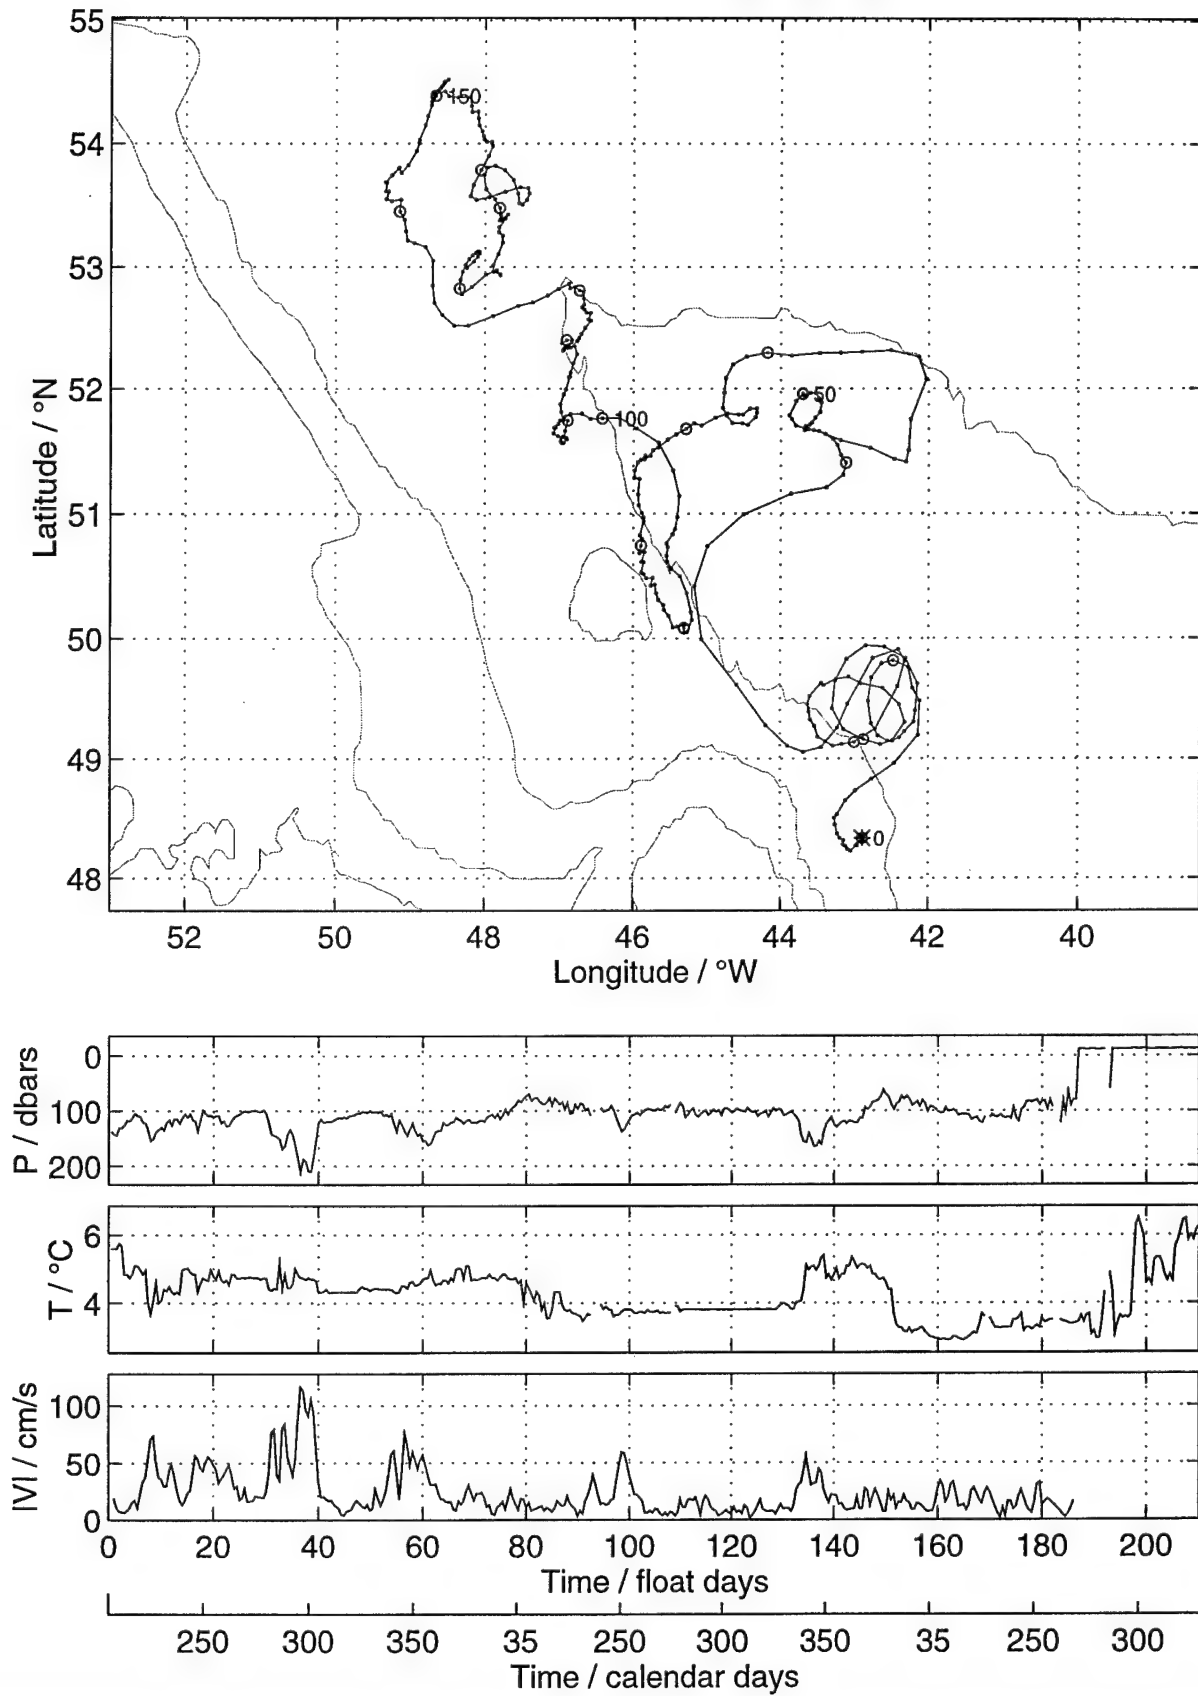 55
54
53
52
51
50
49
48
Latitude / °N
150
100
50
0
52 50 48 46 44 42 40
Longitude / °W
0
100
200
P / dbars
6
4
T / °C
100
50
0
|V| / cm/s
0 20 40 60 80 100 120 140 160 180 200
Time / float days
250 300 350 35 250 300 350 35 250 300
Time / calendar days